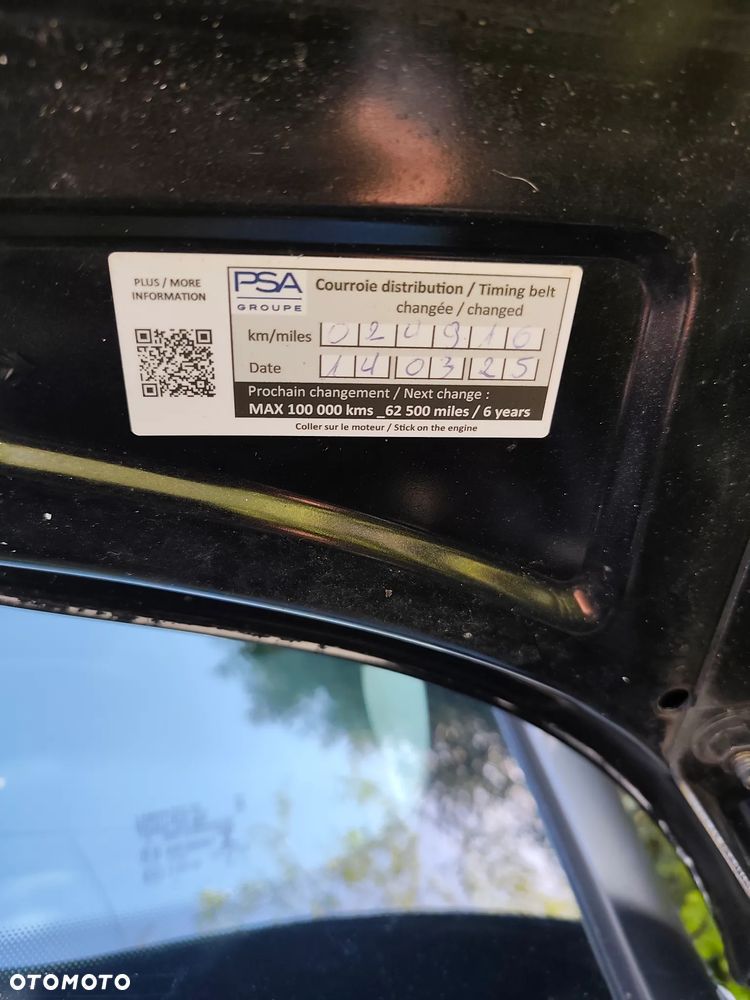 PLUS / MORE
INFORMATION
PSA
GROUPE
Courroie distribution / Timing belt
changée / changed
km/miles 020916
Date 140325
Prochain changement / Next change :
MAX 100 000 kms _62 500 miles / 6 years
Coller sur le moteur / Stick on the engine
OTOMOTO